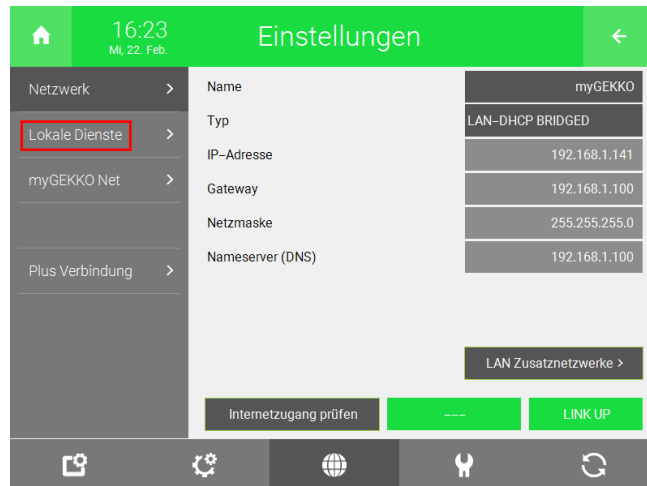 16:23
Mi, 22. Feb.
Einstellungen
Netzwerk
Lokale Dienste
myGEKKO Net
Plus Verbindung
Name myGEKKO
Typ LAN-DHCP BRIDGED
IP-Adresse 192.168.1.141
Gateway 192.168.1.100
Netzmaske 255.255.255.0
Nameserver (DNS) 192.168.1.100
LAN Zusatznetzwerke >
Internetzugang prüfen --- LINK UP